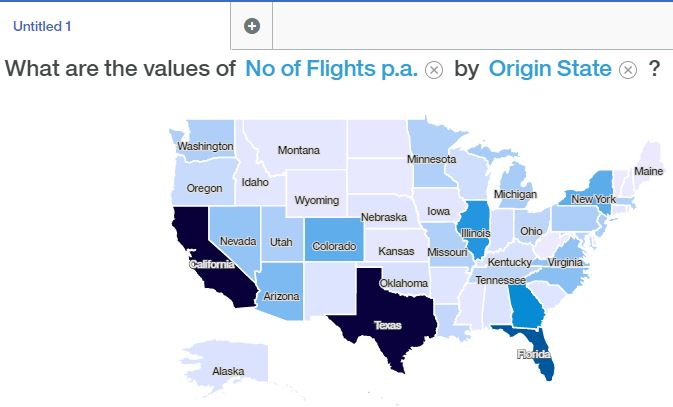 Untitled 1
What are the values of No of Flights p.a. by Origin State ?
Washington
Montana
Minnesota
Maine
Oregon
Idaho
Wyoming
Michigan
New York
Nebraska
Iowa
Illinois
Ohio
Nevada
Utah
Colorado
Kansas
Missouri
California
Kentucky
Virginia
Arizona
Oklahoma
Tennessee
Texas
Florida
Alaska